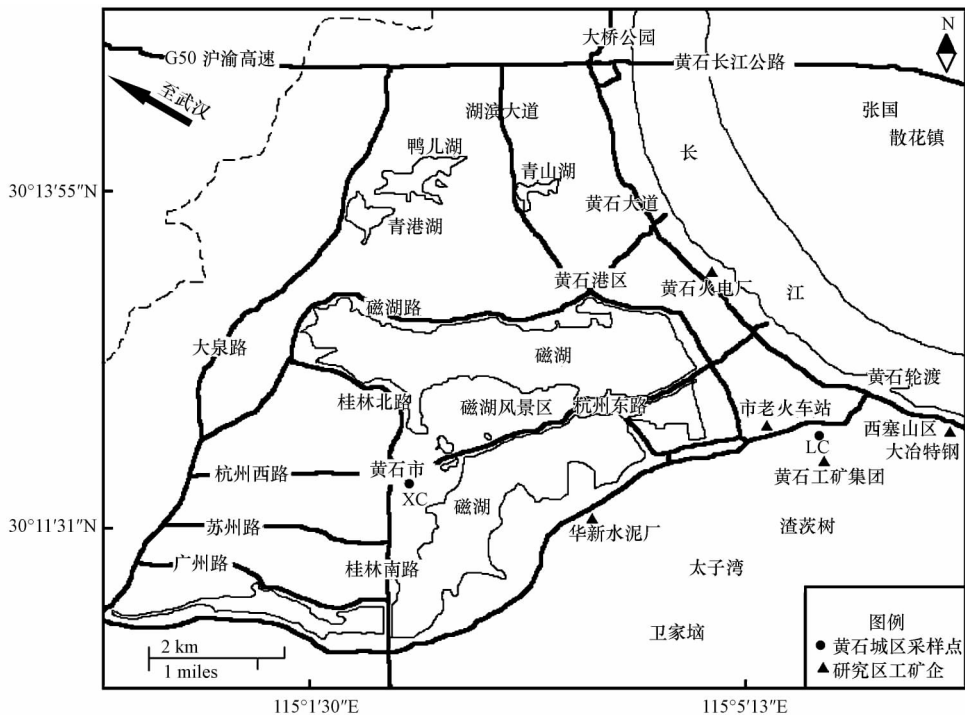 N
大桥公园
G50 沪渝高速
黄石长江公路
至武汉
湖滨大道
张国
散花镇
鸭儿湖
长
青山湖
30°13′55″N
黄石大道
青港湖
黄石港区
黄石火电厂
江
磁湖路
大泉路
磁湖
黄石轮渡
桂林北路
磁湖风景区
杭州东路
市老火车站
西塞山区
LC
大冶特钢
杭州西路
黄石市
黄石工矿集团
XC
磁湖
30°11′31″N
苏州路
华新水泥厂
渣茨树
广州路
桂林南路
太子湾
卫家垴
图例
2 km
黄石城区采样点
1 miles
研究区工矿企
115°1′30″E
115°5′13″E